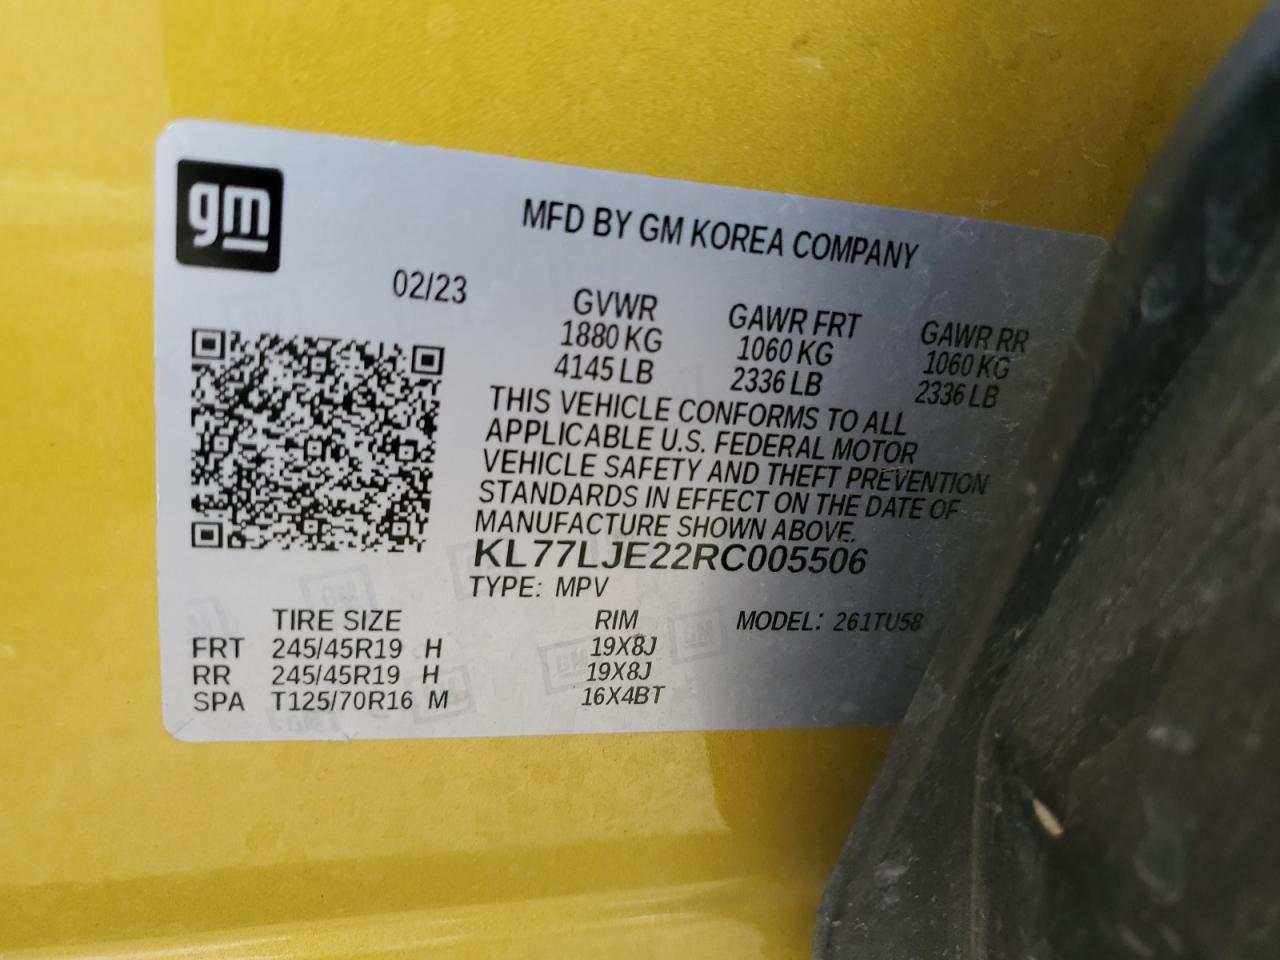 gm
MFD BY GM KOREA COMPANY
02/23
GVWR GAWR FRT GAWR RR
1880 KG 1060 KG 1060 KG
4145 LB 2336 LB 2336 LB
THIS VEHICLE CONFORMS TO ALL
APPLICABLE U.S. FEDERAL MOTOR
VEHICLE SAFETY AND THEFT PREVENTION
STANDARDS IN EFFECT ON THE DATE OF
MANUFACTURE SHOWN ABOVE.
KL77LJE22RC005506
TYPE: MPV
TIRE SIZE RIM MODEL: 261TU58
FRT 245/45R19 H 19X8J
RR 245/45R19 H 19X8J
SPA T125/70R16 M 16X4BT